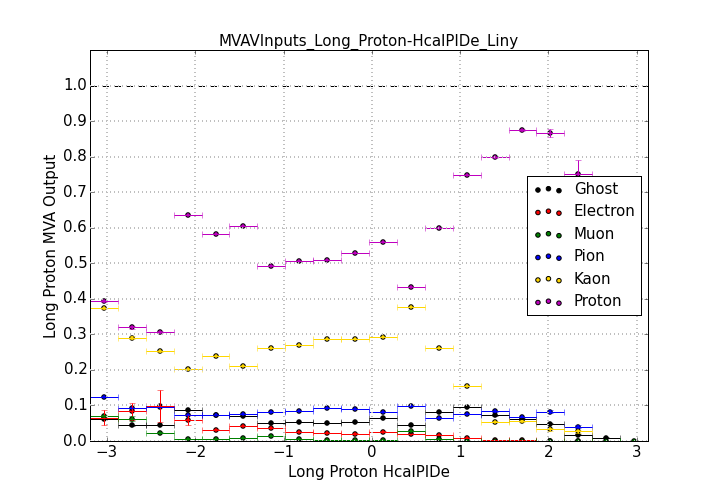 MVAVInputs_Long_Proton-HcalPIDe_Liny
1.0
0.9
0.8
0.7
0.6
0.5
0.4
0.3
0.2
0.1
0.0
Long Proton MVA Output
Ghost
Electron
Muon
Pion
Kaon
Proton
−3 −2 −1 0 1 2 3
Long Proton HcalPIDe